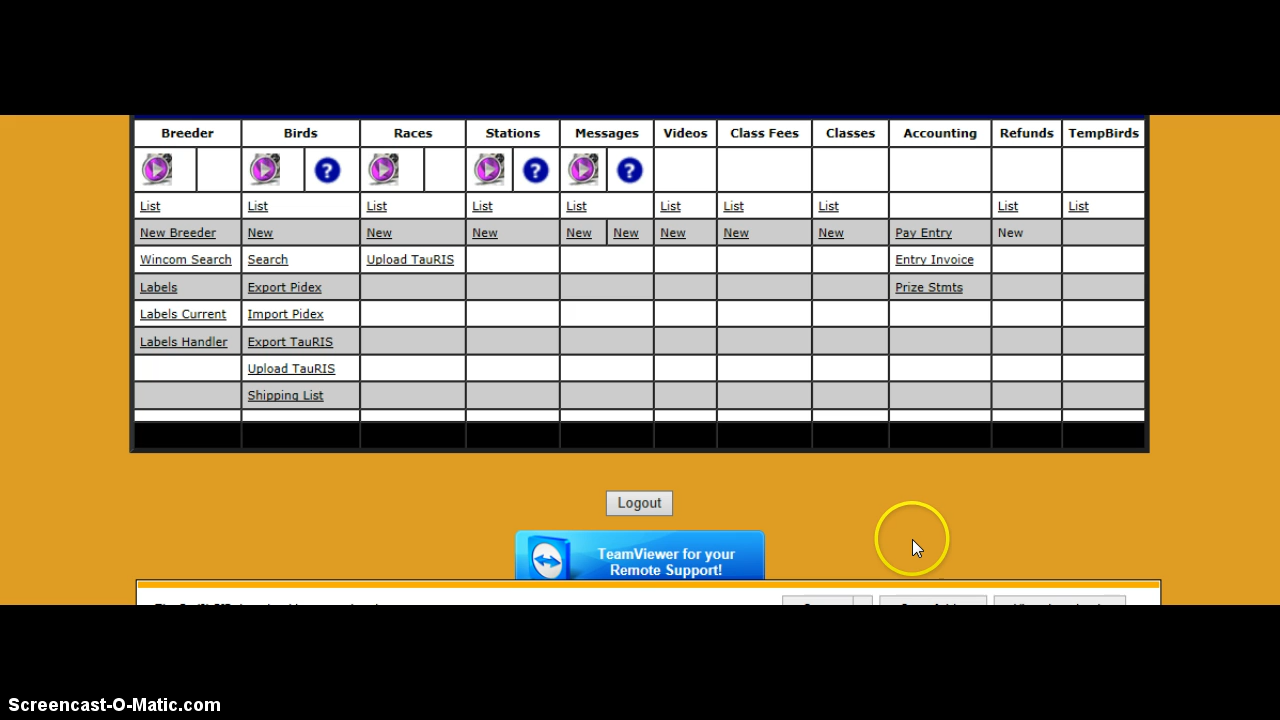 Breeder Birds Races Stations Messages Videos Class Fees Classes Accounting Refunds TempBirds
? ? ?
List List List List List List List List List List
New Breeder New New New New New New New New Pay Entry New
Wincom Search Search Upload TauRIS Entry Invoice
Labels Export Pidex Prize Stmts
Labels Current Import Pidex
Labels Handler Export TauRIS
Upload TauRIS
Shipping List
Logout
TeamViewer for your
Remote Support!
Screencast-O-Matic.com